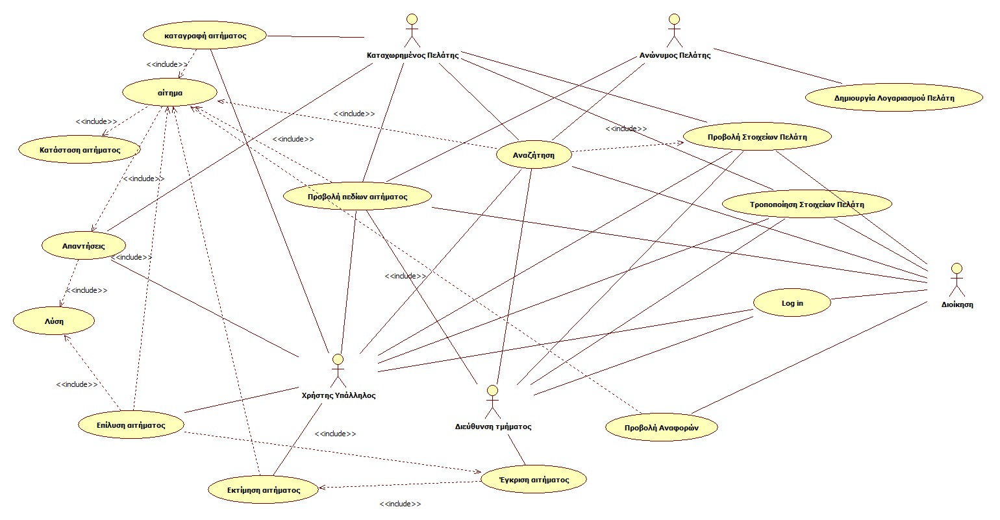 καταγραφή αιτήματος
Καταχωρημένος Πελάτης
Ανώνυμος Πελάτης
<<include>>
αίτημα
Δημιουργία Λογαριασμού Πελάτη
<<include>>
<<include>>
<<include>>
Προβολή Στοιχείων Πελάτη
<<include>>
Κατάσταση αιτήματος
Αναζήτηση
<<include>>
Προβολή πεδίων αιτήματος
Τροποποίηση Στοιχείων Πελάτη
Απαντήσεις
<<include>>
<<include>>
<<include>>
Log in
Διοίκηση
Λύση
<<include>>
Χρήστης Υπάλληλος
Επίλυση αιτήματος
Διεύθυνση τμήματος
Προβολή Αναφορών
<<include>>
Έγκριση αιτήματος
Εκτίμηση αιτήματος
<<include>>